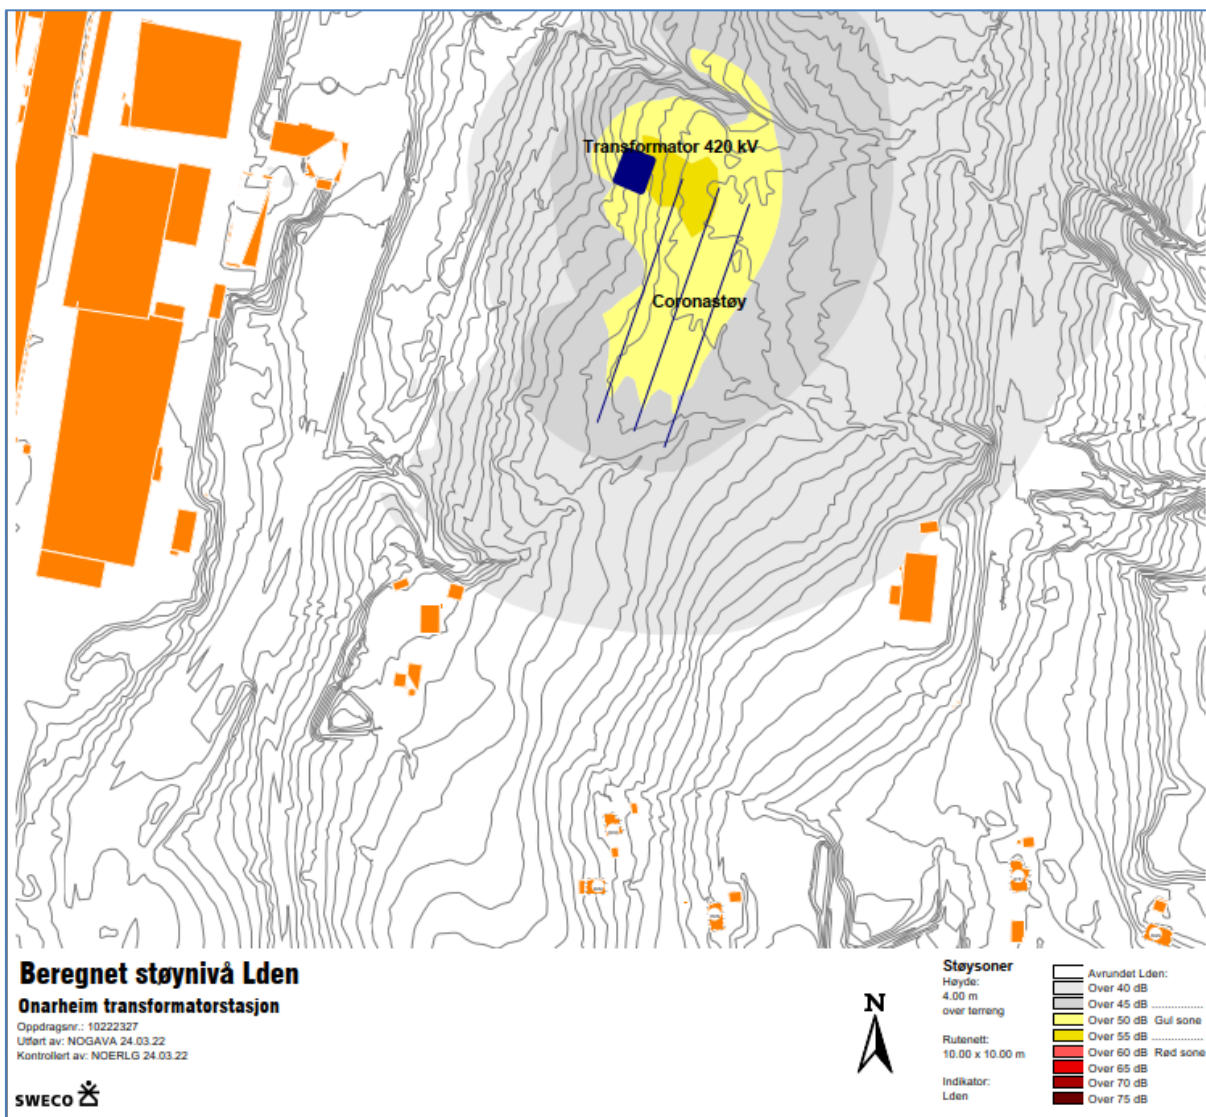 Transformator 420 kV
Coronastøy
Beregnet støynivå Lden
Onarheim transformatorstasjon
Oppdragsnr.: 10222327
Utført av: NOGAVA 24.03.22
Kontrollert av: NOERLG 24.03.22
SWECO
N
Støysoner
Høyde:
4.00 m
over terreng
Rutenett:
10.00 x 10.00 m
Indikator:
Lden
Avrundet Lden:
Over 40 dB
Over 45 dB ................
Over 50 dB Gul sone
Over 55 dB ................
Over 60 dB Rød sone
Over 65 dB
Over 70 dB
Over 75 dB